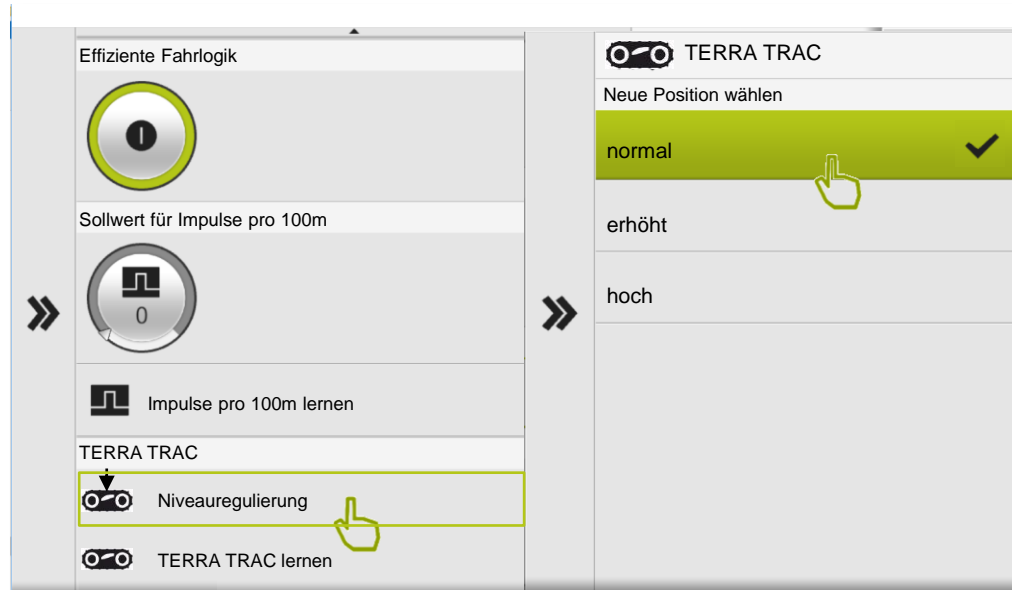 Effiziente Fahrlogik
Sollwert für Impulse pro 100m
0
Impulse pro 100m lernen
TERRA TRAC
Niveauregulierung
TERRA TRAC lernen
TERRA TRAC
Neue Position wählen
normal
erhöht
hoch